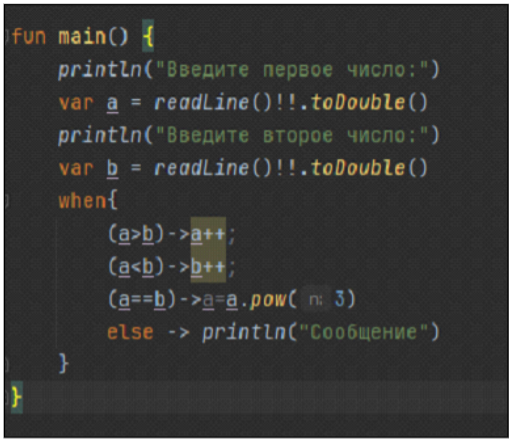 fun main() {
println("Введите первое число:")
var a = readLine()!!.toDouble()
println("Введите второе число:")
var b = readLine()!!.toDouble()
when{
(a>b)->a++;
(a<b)->b++;
(a==b)->a=a.pow( n: 3)
else -> println("Сообщение")
}
}